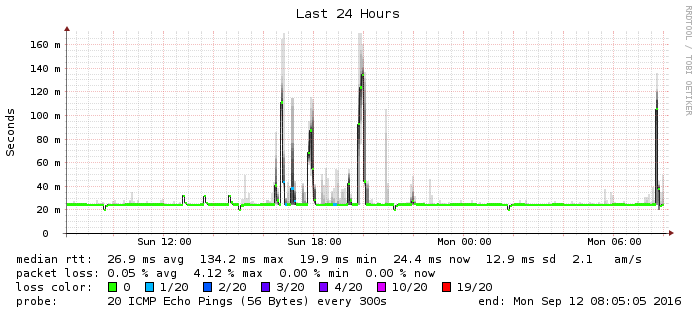 Last 24 Hours
RRDTOOL / TOBI OETIKER
Seconds
160 m
140 m
120 m
100 m
80 m
60 m
40 m
20 m
0
Sun 12:00 Sun 18:00 Mon 00:00 Mon 06:00
median rtt: 26.9 ms avg 134.2 ms max 19.9 ms min 24.4 ms now 12.9 ms sd 2.1 am/s
packet loss: 0.05 % avg 4.12 % max 0.00 % min 0.00 % now
loss color: 0 1/20 2/20 3/20 4/20 10/20 19/20
probe: 20 ICMP Echo Pings (56 Bytes) every 300s end: Mon Sep 12 08:05:05 2016